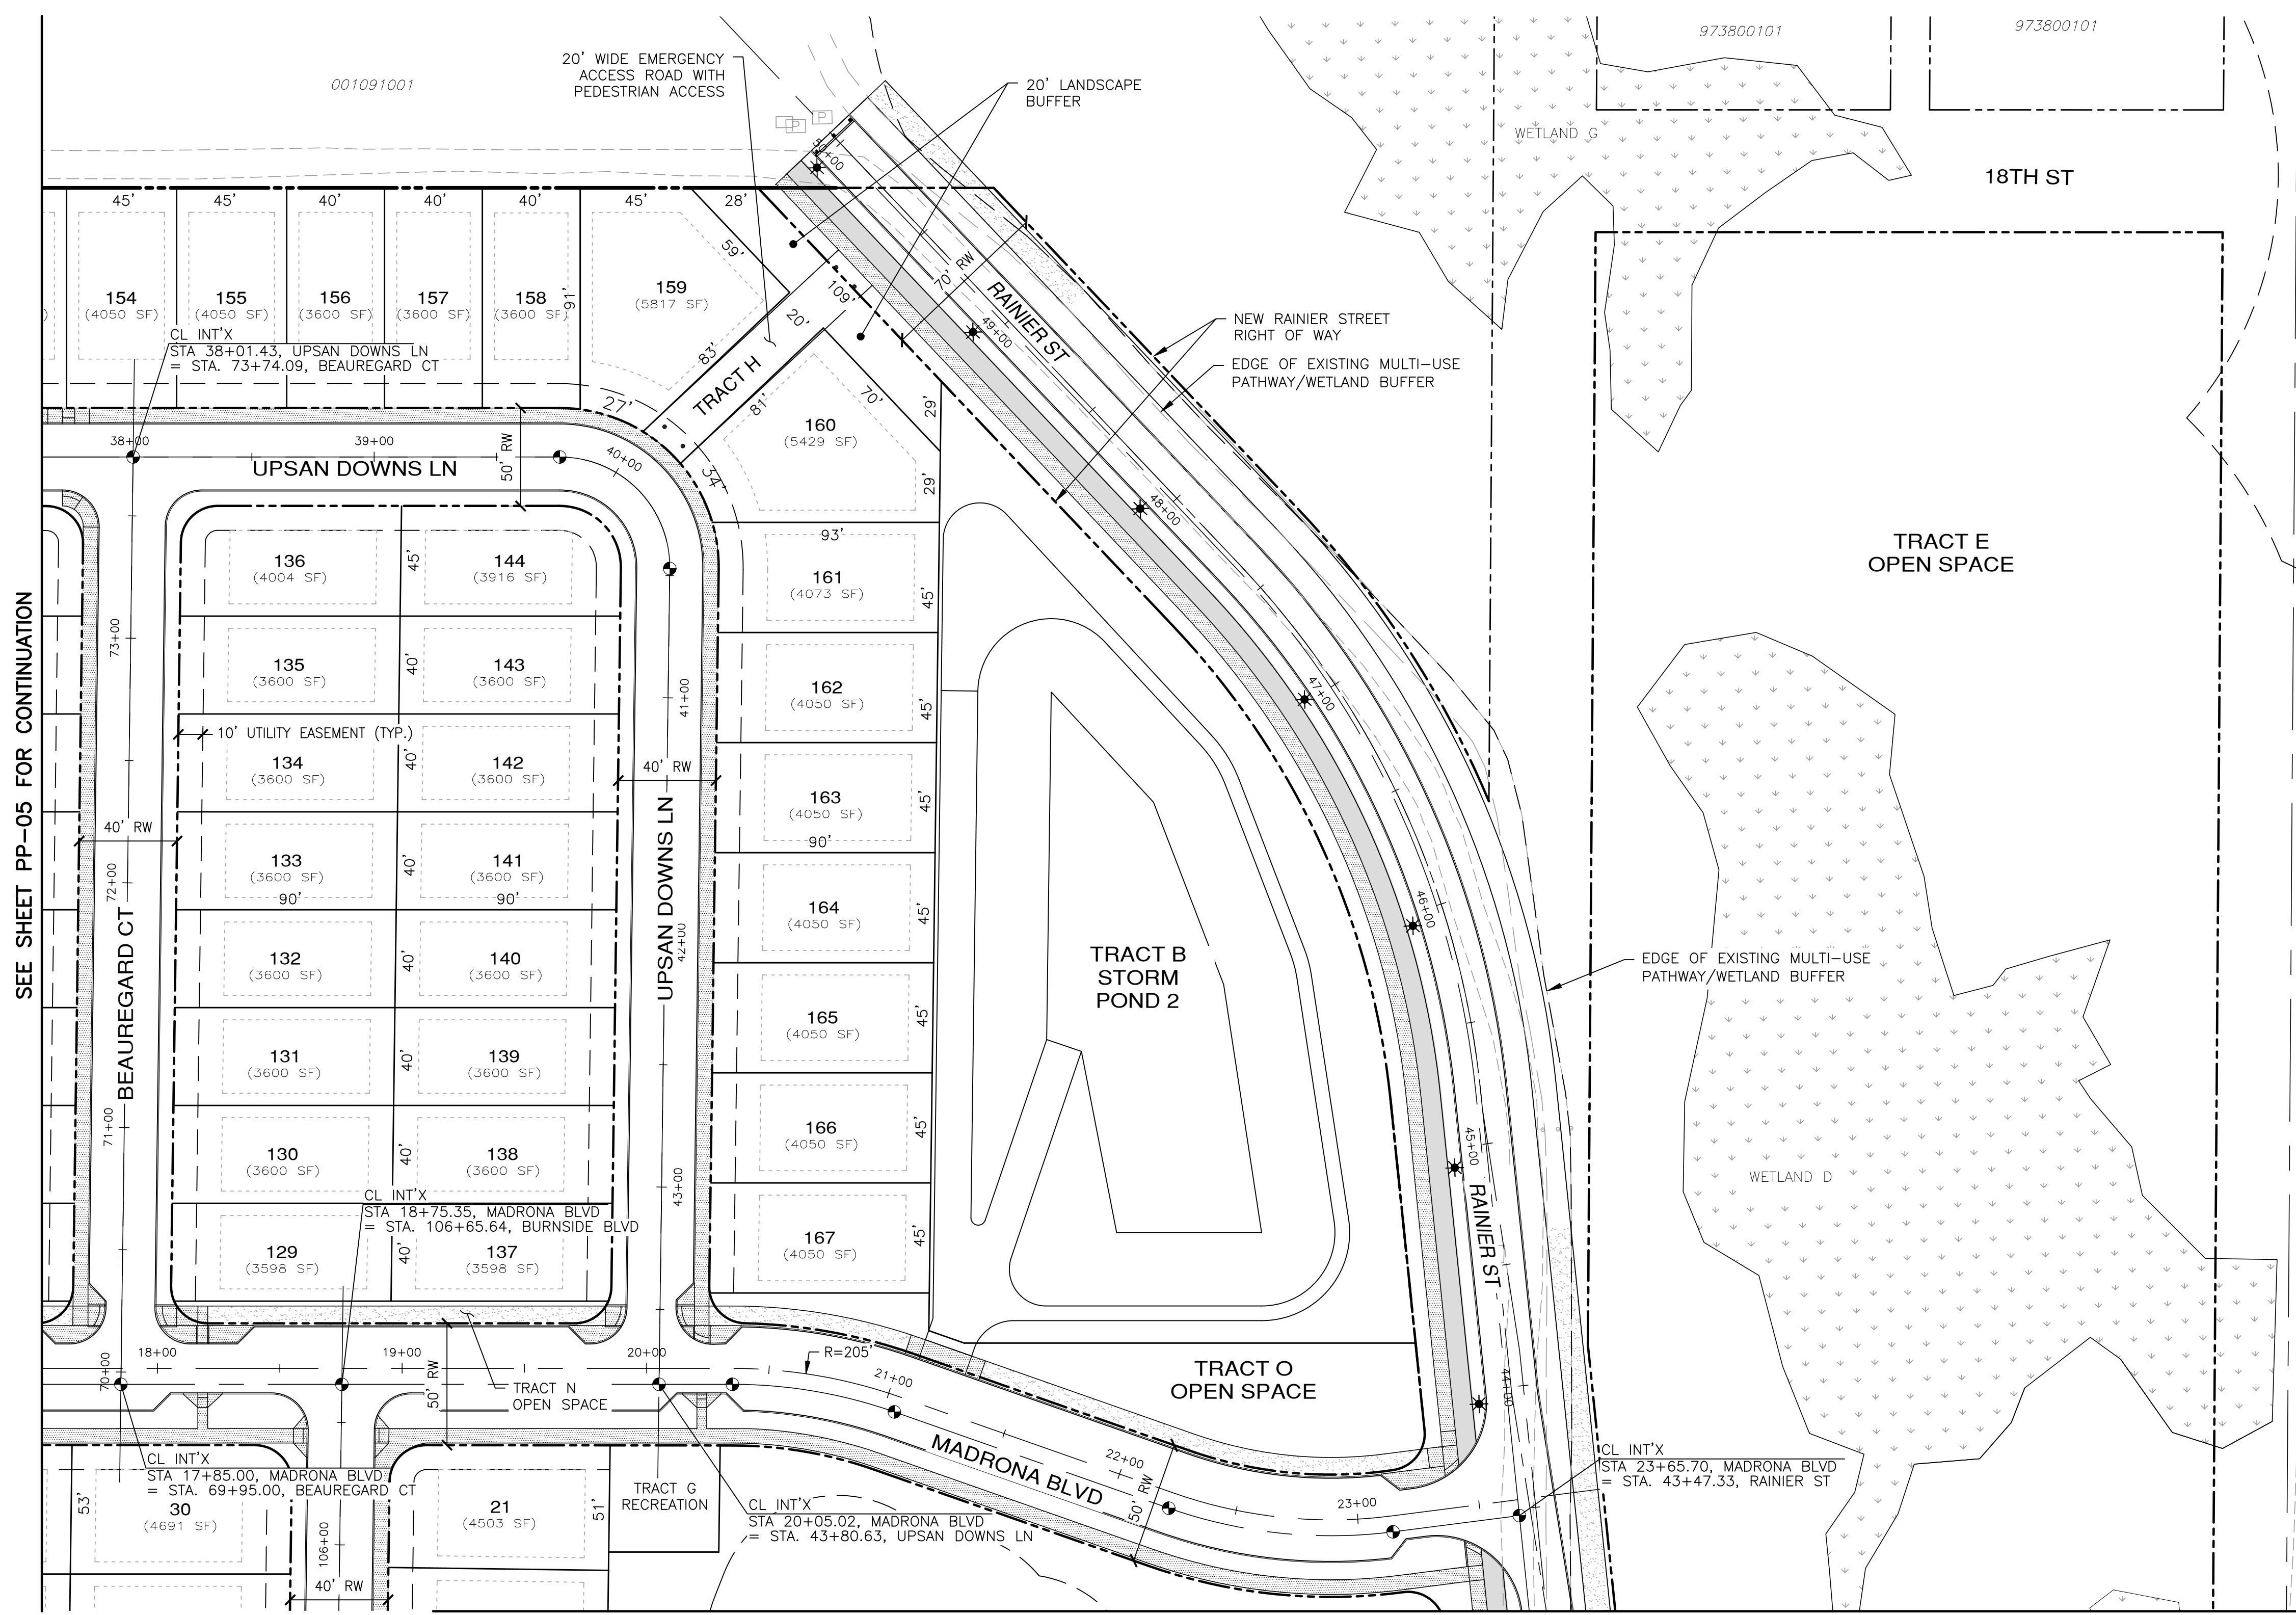 SEE SHEET PP-05 FOR CONTINUATION
001091001
20' WIDE EMERGENCY
ACCESS ROAD WITH
PEDESTRIAN ACCESS
20' LANDSCAPE
BUFFER
P
P
973800101
973800101
WETLAND G
18TH ST
45'
45'
40'
40'
40'
45'
28'
154
(4050 SF)
155
(4050 SF)
156
(3600 SF)
157
(3600 SF)
158
(3600 SF)
91'
159
(5817 SF)
59'
109'
20'
83'
TRACT H
81'
70'
27'
34'
160
(5429 SF)
29'
29'
50+00
70' RW
RAINIER ST
49+00
48+00
47+00
46+00
45+00
44+00
NEW RAINIER STREET
RIGHT OF WAY
EDGE OF EXISTING MULTI-USE
PATHWAY/WETLAND BUFFER
CL INT'X
STA 38+01.43, UPSAN DOWNS LN
= STA. 73+74.09, BEAUREGARD CT
38+00
39+00
40+00
UPSAN DOWNS LN
50' RW
136
(4004 SF)
45'
144
(3916 SF)
135
(3600 SF)
40'
143
(3600 SF)
10' UTILITY EASEMENT (TYP.)
134
(3600 SF)
40'
142
(3600 SF)
133
(3600 SF)
90'
40'
141
(3600 SF)
90'
132
(3600 SF)
40'
140
(3600 SF)
131
(3600 SF)
40'
139
(3600 SF)
130
(3600 SF)
40'
138
(3600 SF)
129
(3598 SF)
40'
137
(3598 SF)
73+00
40' RW
72+00
BEAUREGARD CT
71+00
70+00
41+00
40' RW
UPSAN DOWNS LN
42+00
43+00
93'
161
(4073 SF)
45'
162
(4050 SF)
45'
163
(4050 SF)
90'
45'
164
(4050 SF)
45'
165
(4050 SF)
45'
166
(4050 SF)
45'
167
(4050 SF)
45'
TRACT B
STORM
POND 2
TRACT E
OPEN SPACE
EDGE OF EXISTING MULTI-USE
PATHWAY/WETLAND BUFFER
WETLAND D
RAINIER ST
CL INT'X
STA 18+75.35, MADRONA BLVD
= STA. 106+65.64, BURNSIDE BLVD
18+00
19+00
20+00
R=205'
21+00
22+00
23+00
50' RW
TRACT N
OPEN SPACE
TRACT O
OPEN SPACE
MADRONA BLVD
50' RW
CL INT'X
STA 17+85.00, MADRONA BLVD
= STA. 69+95.00, BEAUREGARD CT
53'
30
(4691 SF)
106+00
40' RW
21
(4503 SF)
51'
TRACT G
RECREATION
CL INT'X
STA 20+05.02, MADRONA BLVD
= STA. 43+80.63, UPSAN DOWNS LN
CL INT'X
STA 23+65.70, MADRONA BLVD
= STA. 43+47.33, RAINIER ST